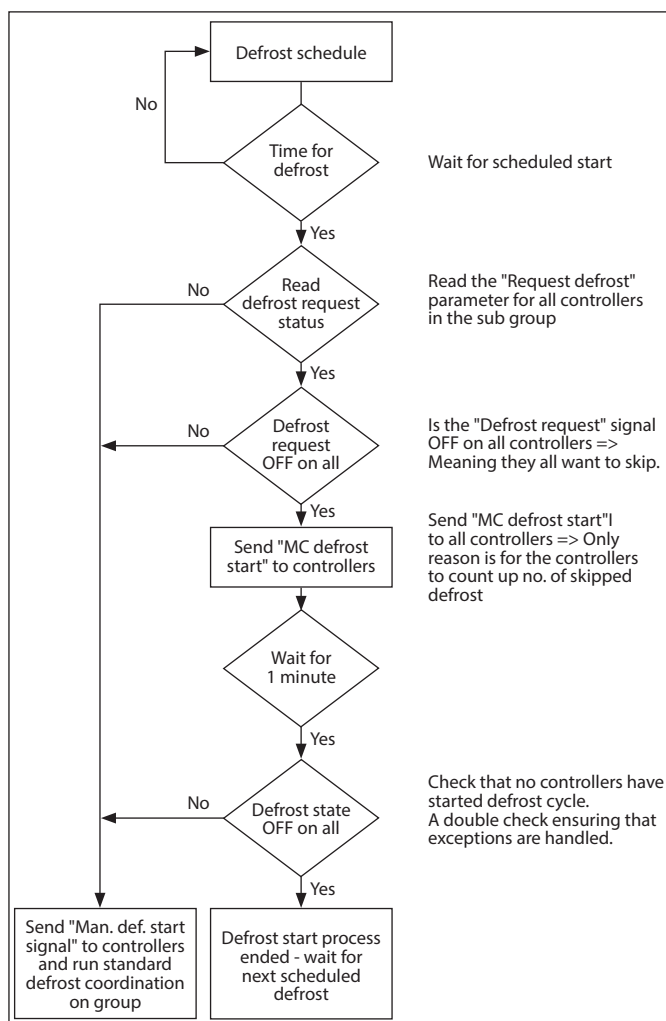 Defrost schedule
No
Time for
defrost
Wait for scheduled start
Yes
No
Read
defrost request
status
Read the "Request defrost"
parameter for all controllers
in the sub group
Yes
No
Defrost
request
OFF on all
Is the "Defrost request" signal
OFF on all controllers =>
Meaning they all want to skip.
Yes
Send "MC defrost
start" to controllers
Send "MC defrost start"I
to all controllers => Only
reason is for the controllers
to count up no. of skipped
defrost
Wait for
1 minute
Yes
No
Defrost state
OFF on all
Check that no controllers have
started defrost cycle.
A double check ensuring that
exceptions are handled.
Yes
Send "Man. def. start
signal" to controllers
and run standard
defrost coordination
on group
Defrost start process
ended - wait for
next scheduled
defrost